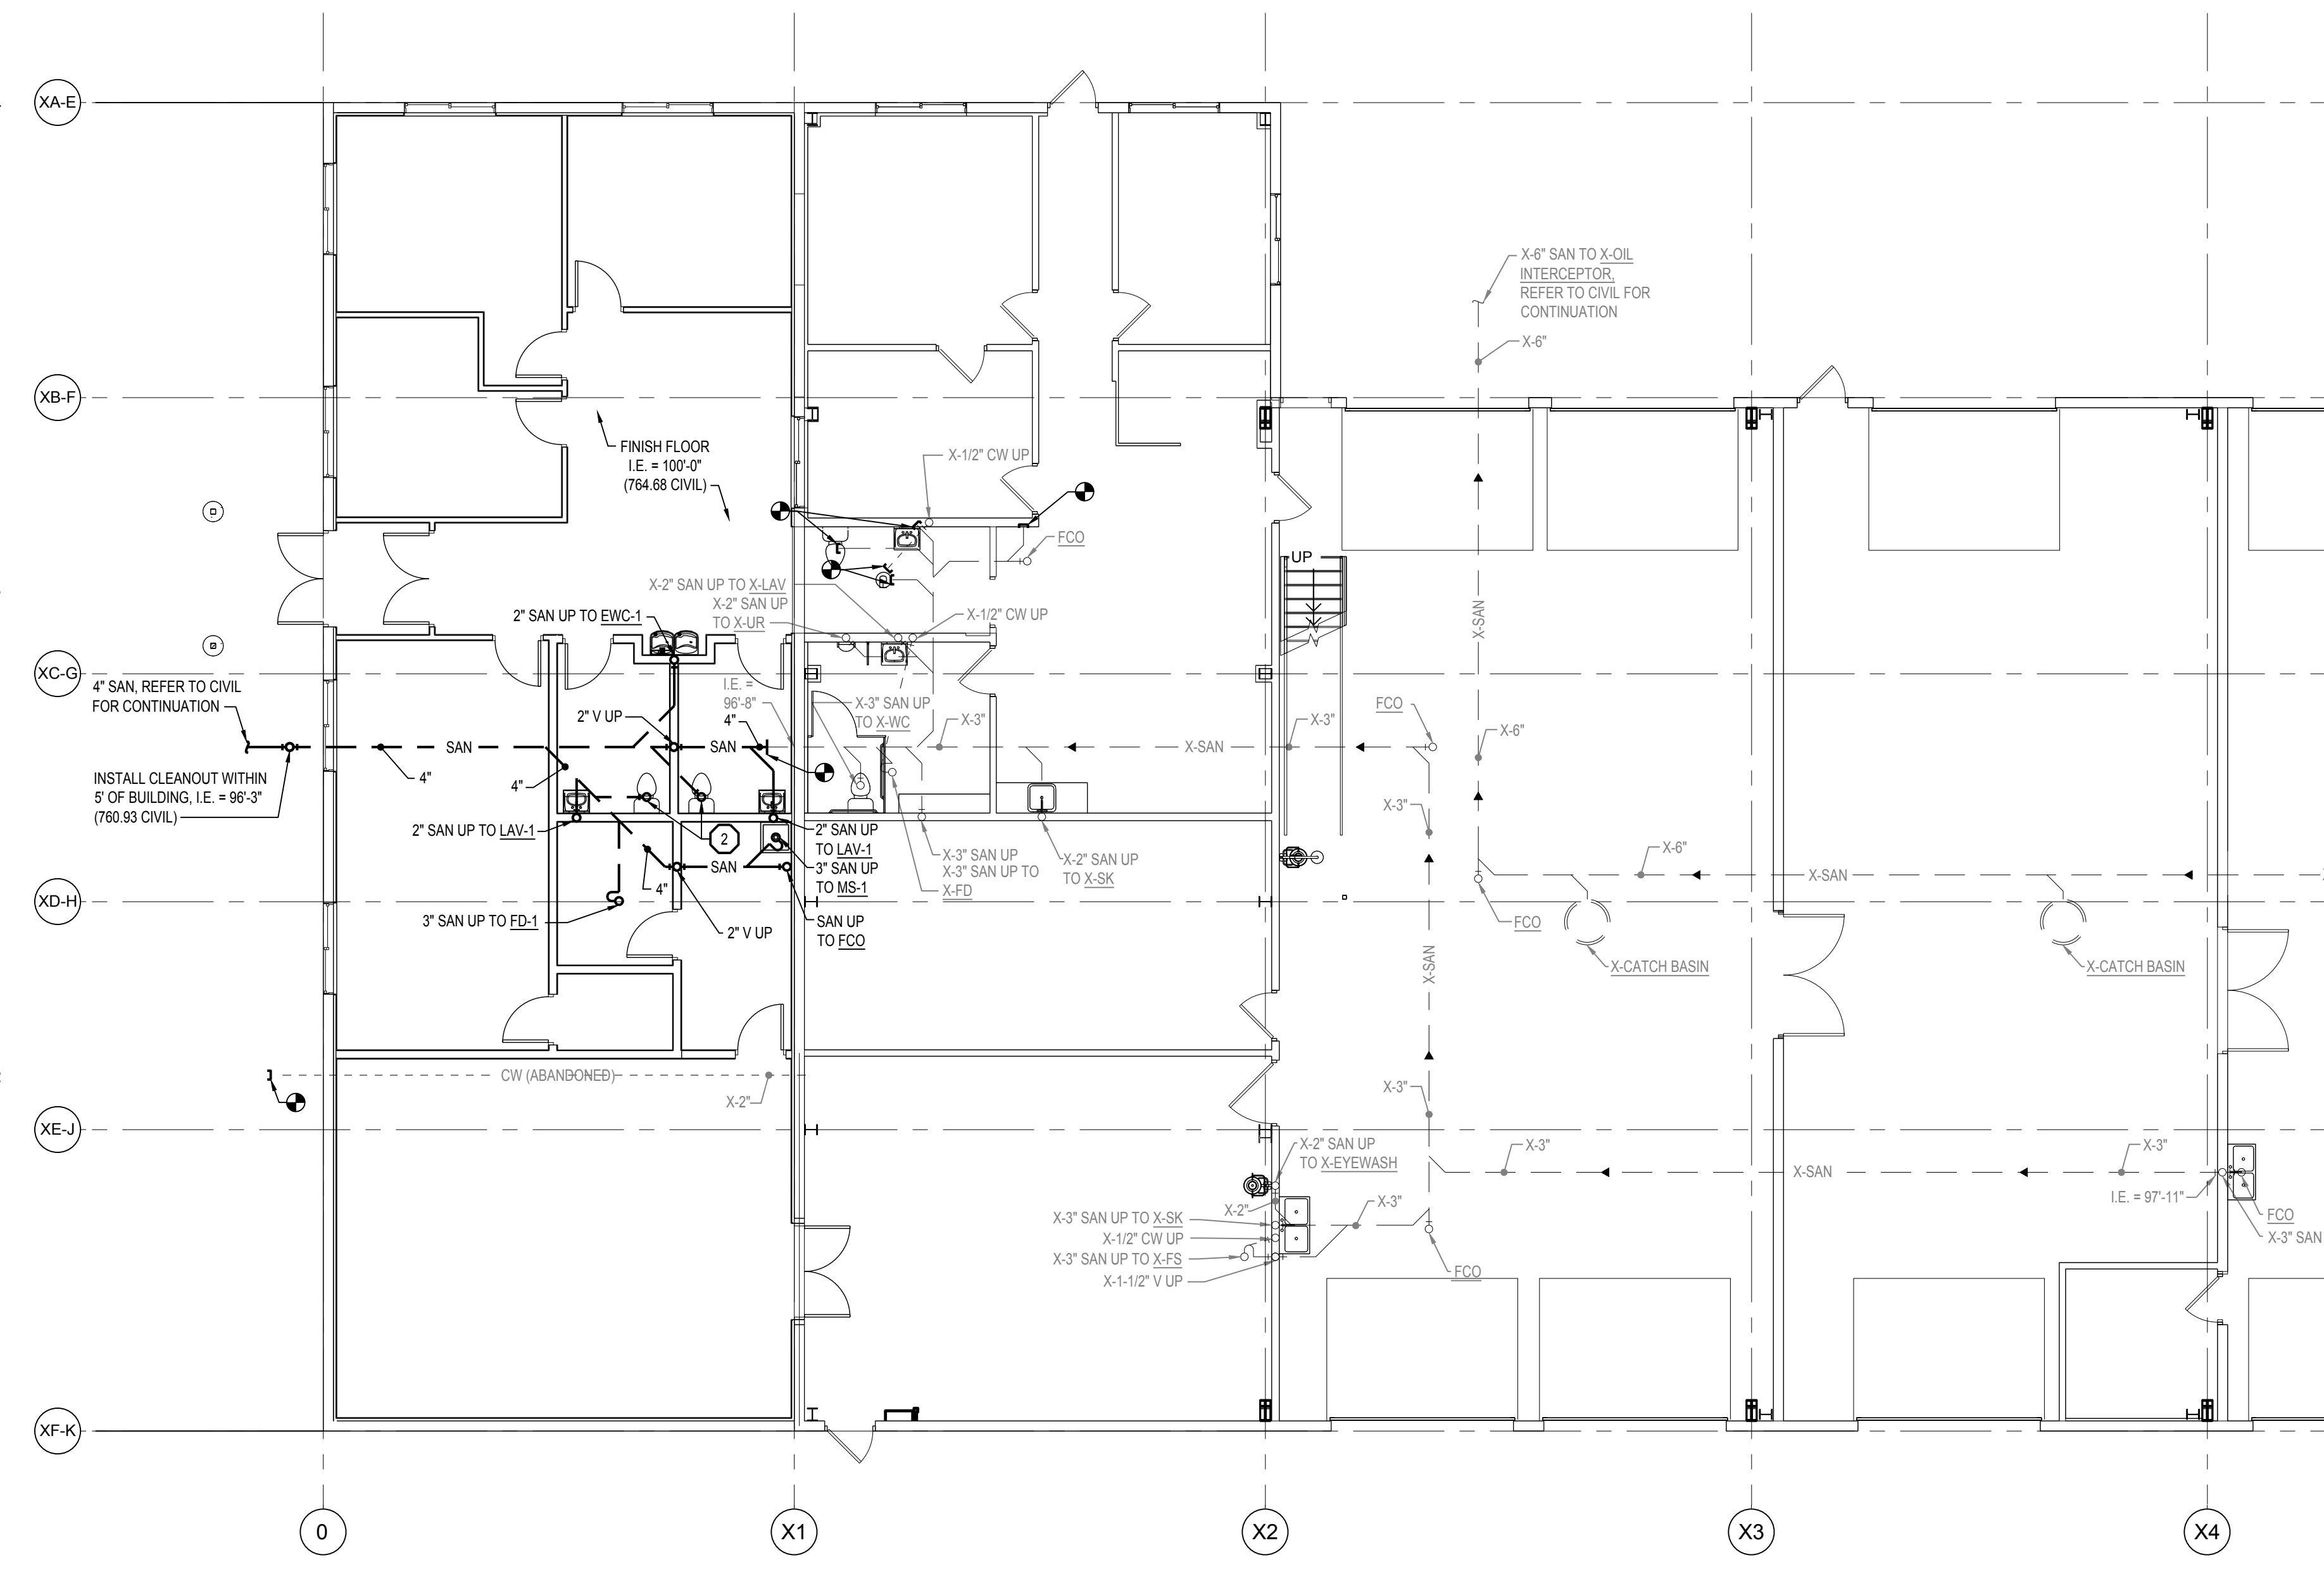 XA-E
X-6" SAN TO X-OIL
INTERCEPTOR,
REFER TO CIVIL FOR
CONTINUATION
X-6"
XB-F
FINISH FLOOR
I.E. = 100'-0"
(764.68 CIVIL)
X-1/2" CW UP
FCO
UP
X-2" SAN UP TO X-LAV
X-2" SAN UP
TO X-UR
X-1/2" CW UP
2" SAN UP TO EWC-1
X-SAN
XC-G
4" SAN, REFER TO CIVIL
FOR CONTINUATION
I.E. =
96'-8"
4"
2" V UP
X-3" SAN UP
TO X-WC
X-3"
X-3"
FCO
X-6"
SAN
SAN
X-SAN
INSTALL CLEANOUT WITHIN
5' OF BUILDING, I.E. = 96'-3"
(760.93 CIVIL)
4"
4"
X-3"
2" SAN UP TO LAV-1
2
2" SAN UP
TO LAV-1
3" SAN UP
TO MS-1
X-3" SAN UP
X-3" SAN UP TO
X-FD
X-2" SAN UP
TO X-SK
X-6"
SAN
4"
X-SAN
XD-H
3" SAN UP TO FD-1
2" V UP
SAN UP
TO FCO
FCO
X-SAN
X-CATCH BASIN
X-CATCH BASIN
CW (ABANDONED)
X-2"
X-3"
XE-J
X-2" SAN UP
TO X-EYEWASH
X-3"
X-SAN
X-3"
I.E. = 97'-11"
X-2"
X-3"
X-3" SAN UP TO X-SK
X-1/2" CW UP
X-3" SAN UP TO X-FS
X-1-1/2" V UP
FCO
FCO
X-3" SAN
XF-K
0
X1
X2
X3
X4